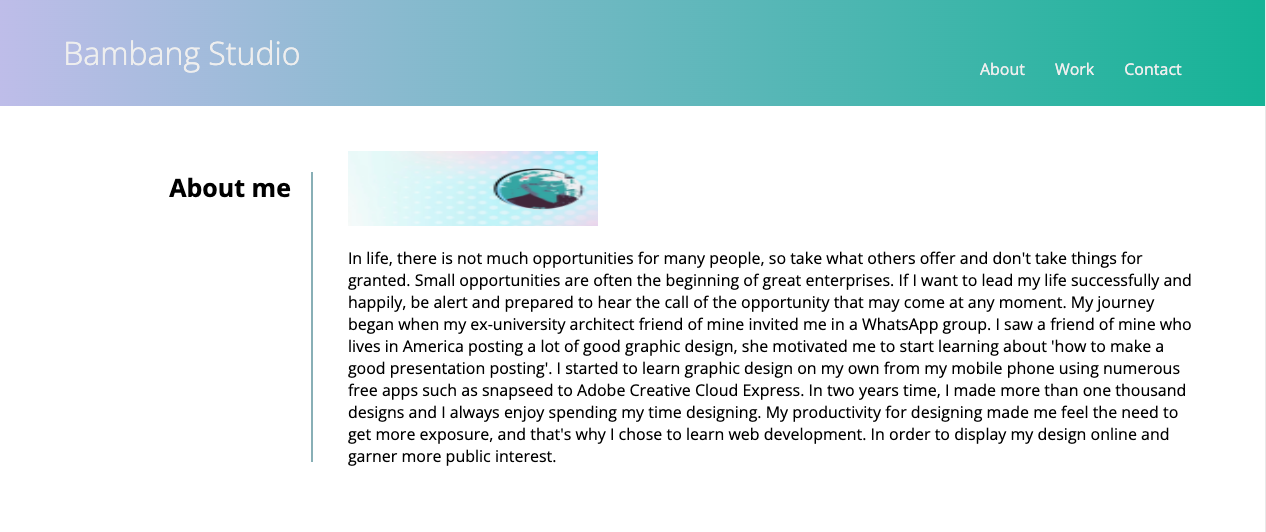 Bambang Studio
About Work Contact
About me
In life, there is not much opportunities for many people, so take what others offer and don't take things for
granted. Small opportunities are often the beginning of great enterprises. If I want to lead my life successfully and
happily, be alert and prepared to hear the call of the opportunity that may come at any moment. My journey
began when my ex-university architect friend of mine invited me in a WhatsApp group. I saw a friend of mine who
lives in America posting a lot of good graphic design, she motivated me to start learning about 'how to make a
good presentation posting'. I started to learn graphic design on my own from my mobile phone using numerous
free apps such as snapseed to Adobe Creative Cloud Express. In two years time, I made more than one thousand
designs and I always enjoy spending my time designing. My productivity for designing made me feel the need to
get more exposure, and that's why I chose to learn web development. In order to display my design online and
garner more public interest.